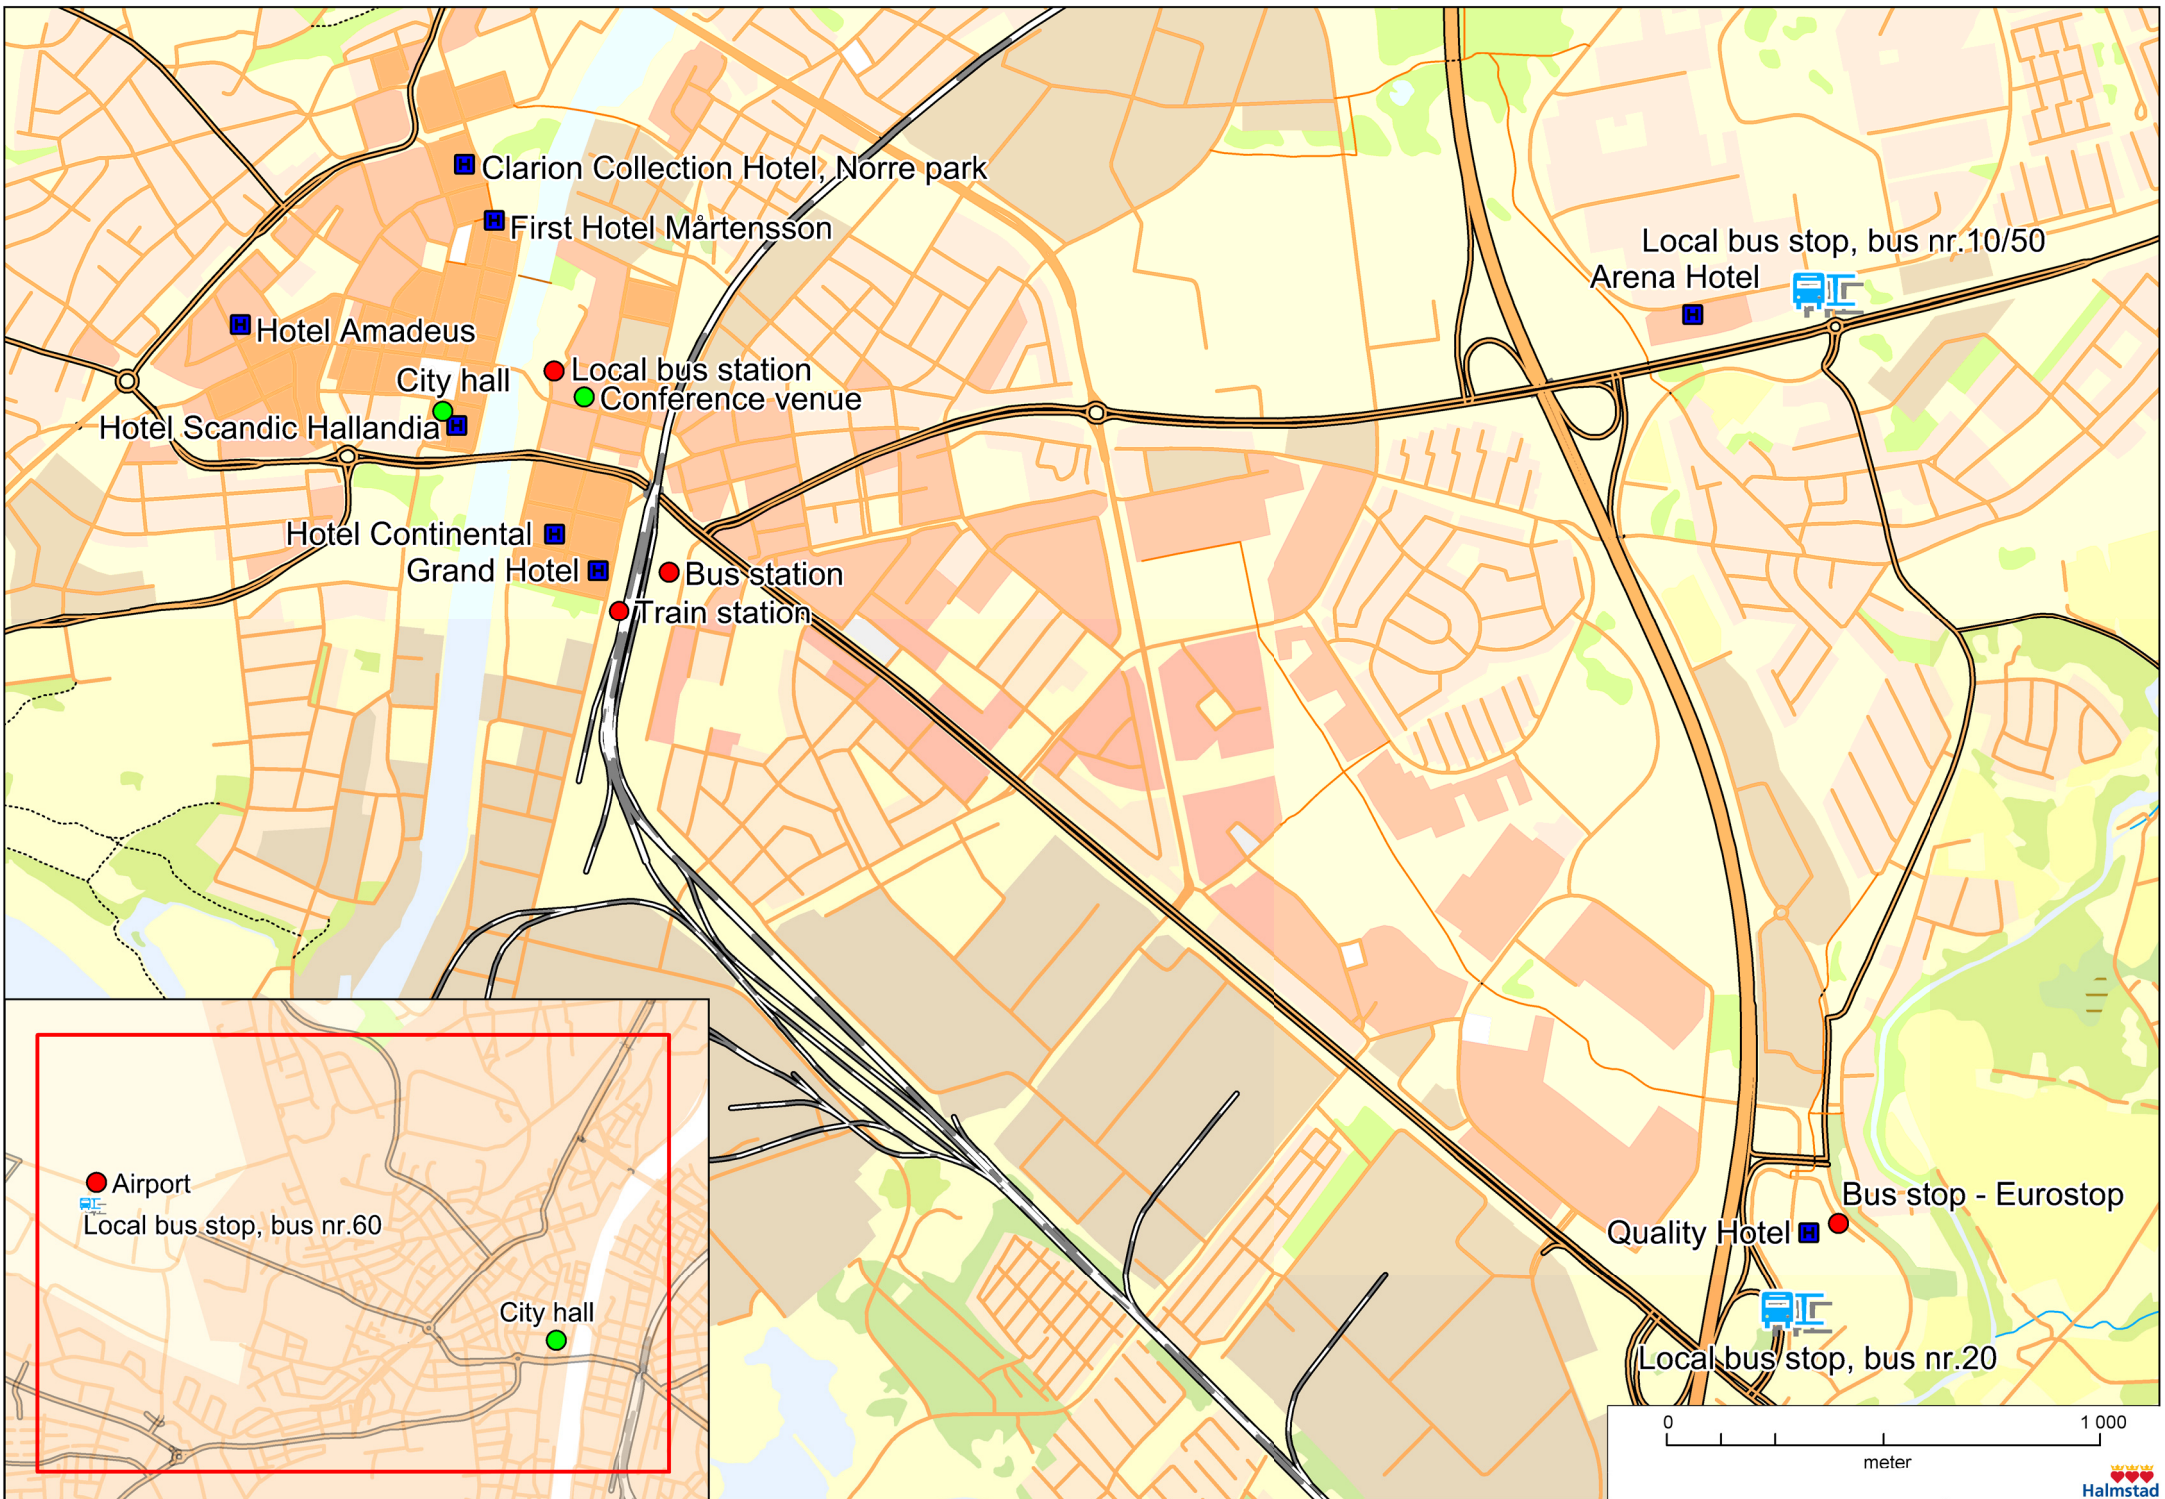 Clarion Collection Hotel, Norre park
First Hotel Mårtensson
Local bus stop, bus nr.10/50
Arena Hotel
Hotel Amadeus
Local bus station
City hall
Conference venue
Hotel Scandic Hallandia
Hotel Continental
Grand Hotel
Bus station
Train station
Airport
Local bus stop, bus nr.60
City hall
Bus stop - Eurostop
Quality Hotel
Local bus stop, bus nr.20
0 1 000
meter
Halmstad